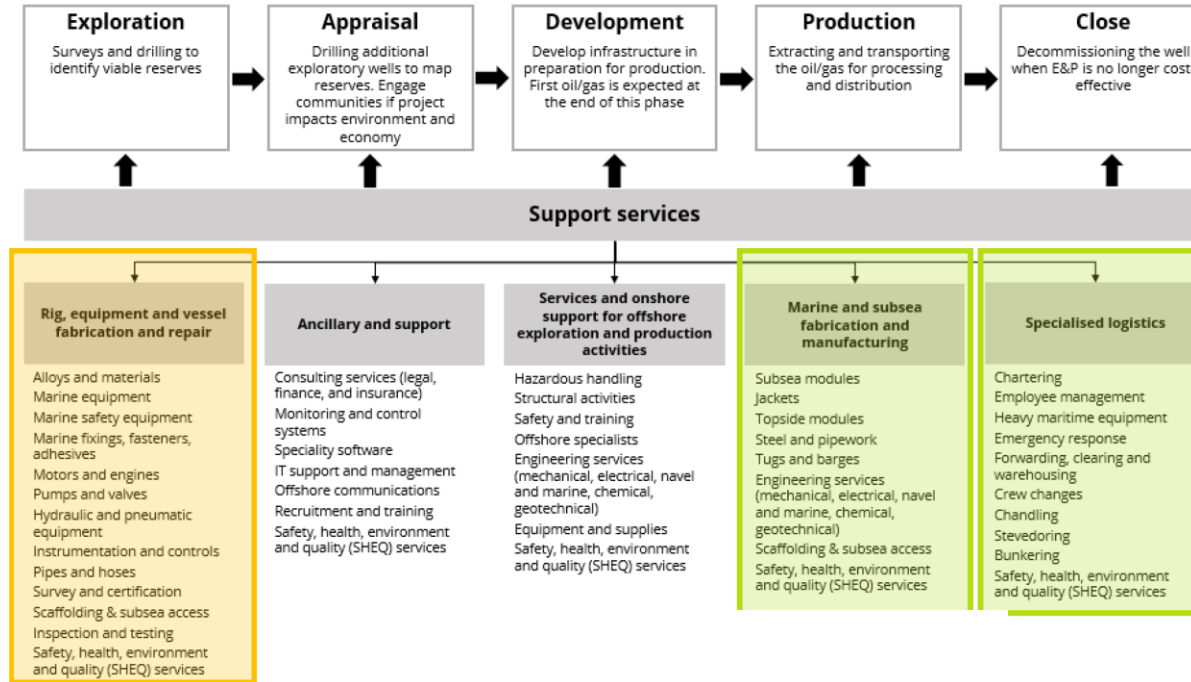 Exploration
Surveys and drilling to
identify viable reserves
Appraisal
Drilling additional
exploratory wells to map
reserves. Engage
communities if project
impacts environment and
economy
Development
Develop infrastructure in
preparation for production.
First oil/gas is expected at
the end of this phase
Production
Extracting and transporting
the oil/gas for processing
and distribution
Close
Decommissioning the well
when E&P is no longer cost
effective
Support services
Rig, equipment and vessel
fabrication and repair
Alloys and materials
Marine equipment
Marine safety equipment
Marine fixings, fasteners,
adhesives
Motors and engines
Pumps and valves
Hydraulic and pneumatic
equipment
Instrumentation and controls
Pipes and hoses
Survey and certification
Scaffolding & subsea access
Inspection and testing
Safety, health, environment
and quality (SHEQ) services
Ancillary and support
Consulting services (legal,
finance, and insurance)
Monitoring and control
systems
Speciality software
IT support and management
Offshore communications
Recruitment and training
Safety, health, environment
and quality (SHEQ) services
Services and onshore
support for offshore
exploration and production
activities
Hazardous handling
Structural activities
Safety and training
Offshore specialists
Engineering services
(mechanical, electrical, navel
and marine, chemical,
geotechnical)
Equipment and supplies
Safety, health, environment
and quality (SHEQ) services
Marine and subsea
fabrication and
manufacturing
Subsea modules
Jackets
Topside modules
Steel and pipework
Tugs and barges
Engineering services
(mechanical, electrical, navel
and marine, chemical,
geotechnical)
Scaffolding & subsea access
Safety, health, environment
and quality (SHEQ) services
Specialised logistics
Chartering
Employee management
Heavy maritime equipment
Emergency response
Forwarding, clearing and
warehousing
Crew changes
Chandling
Stevedoring
Bunkering
Safety, health, environment
and quality (SHEQ) services